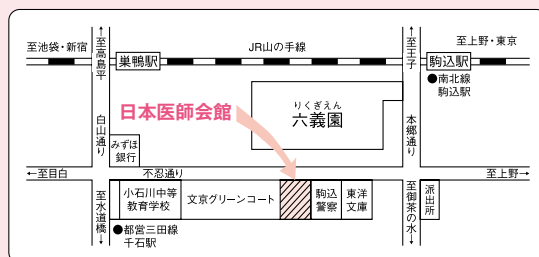 至池袋・新宿
←至高島平
巣鴨駅
JR山の手線
←至王子
駒込駅
至上野・東京
●南北線
駒込駅
日本医師会館
りくぎえん
六義園
白山通り
本郷通り
みずほ
銀行
←至目白
不忍通り
至上野→
至水道橋→
小石川中等
教育学校
文京グリーンコート
駒込
警察
東洋
文庫
至御茶の水→
派出所
●都営三田線
千石駅